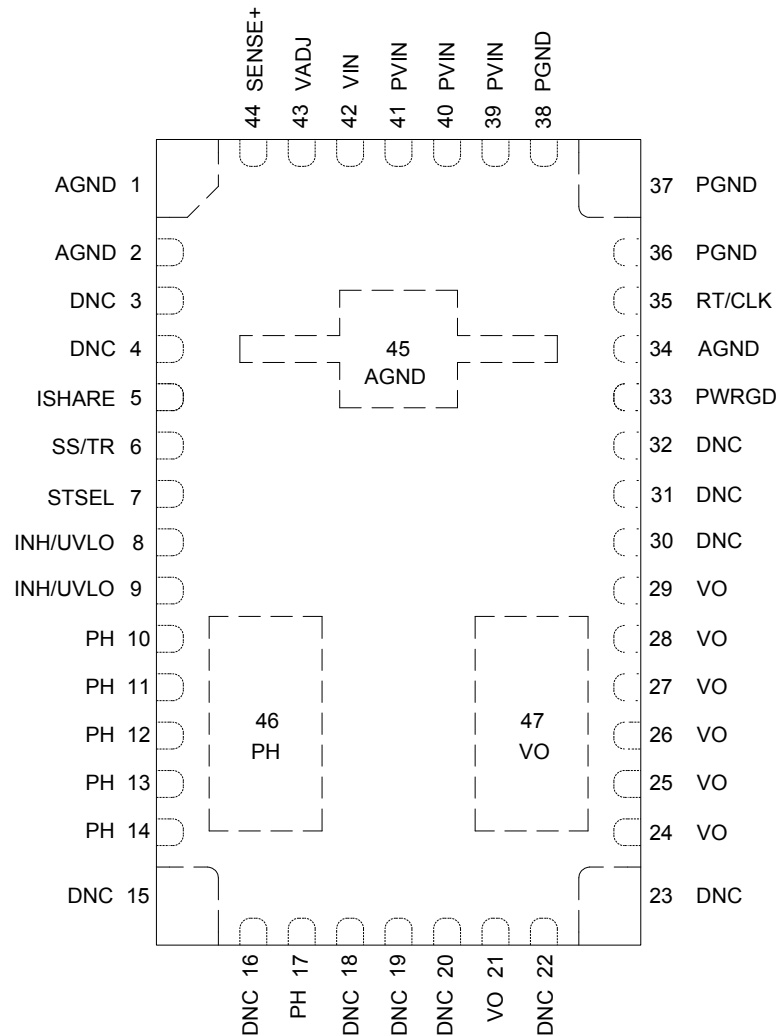 44 SENSE+
43 VADJ
42 VIN
41 PVIN
40 PVIN
39 PVIN
38 PGND
AGND 1
37 PGND
AGND 2
36 PGND
DNC 3
35 RT/CLK
DNC 4
34 AGND
45
AGND
ISHARE 5
33 PWRGD
SS/TR 6
32 DNC
STSEL 7
31 DNC
INH/UVLO 8
30 DNC
INH/UVLO 9
29 VO
PH 10
28 VO
PH 11
27 VO
46
PH
47
VO
PH 12
26 VO
PH 13
25 VO
PH 14
24 VO
DNC 15
23 DNC
DNC 16
PH 17
DNC 18
DNC 19
DNC 20
VO 21
DNC 22